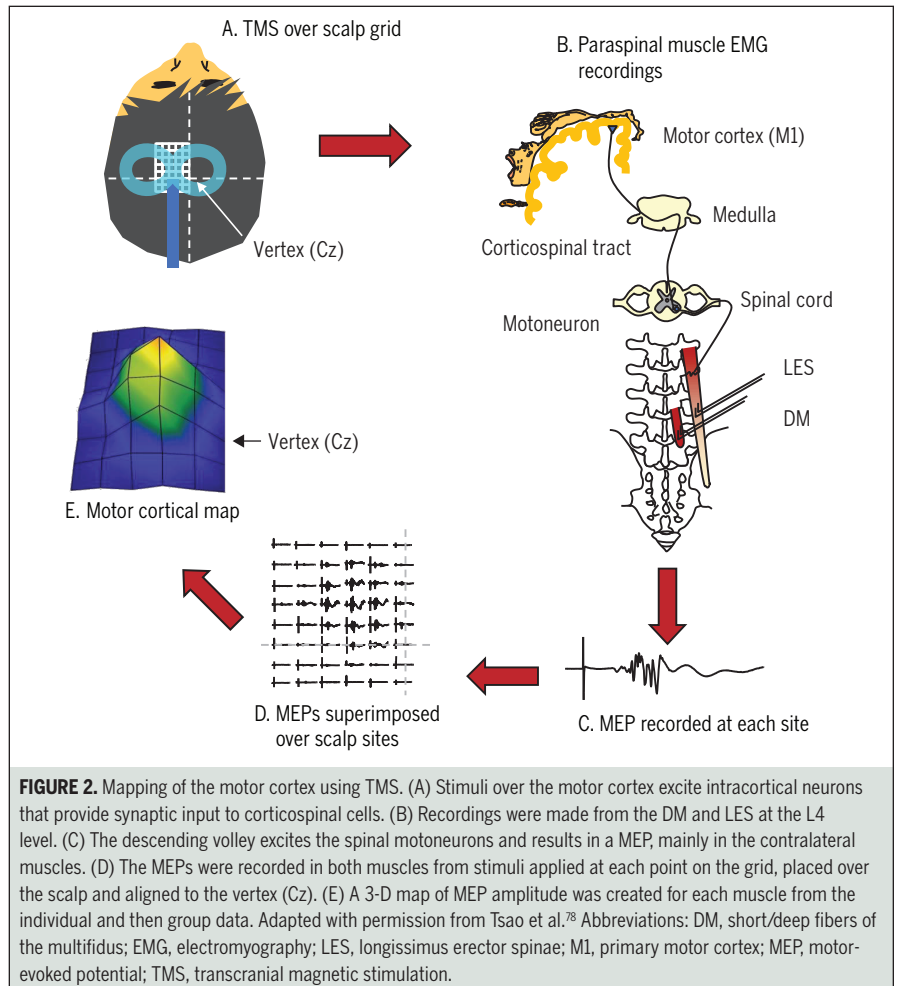 A. TMS over scalp grid
Vertex (Cz)
B. Paraspinal muscle EMG
recordings
Motor cortex (M1)
Medulla
Corticospinal tract
Spinal cord
Motoneuron
LES
DM
Vertex (Cz)
E. Motor cortical map
D. MEPs superimposed
over scalp sites
C. MEP recorded at each site
FIGURE 2. Mapping of the motor cortex using TMS. (A) Stimuli over the motor cortex excite intracortical neurons
that provide synaptic input to corticospinal cells. (B) Recordings were made from the DM and LES at the L4
level. (C) The descending volley excites the spinal motoneurons and results in a MEP, mainly in the contralateral
muscles. (D) The MEPs were recorded in both muscles from stimuli applied at each point on the grid, placed over
the scalp and aligned to the vertex (Cz). (E) A 3-D map of MEP amplitude was created for each muscle from the
individual and then group data. Adapted with permission from Tsao et al.78 Abbreviations: DM, short/deep fibers of
the multifidus; EMG, electromyography; LES, longissimus erector spinae; M1, primary motor cortex; MEP, motor-
evoked potential; TMS, transcranial magnetic stimulation.